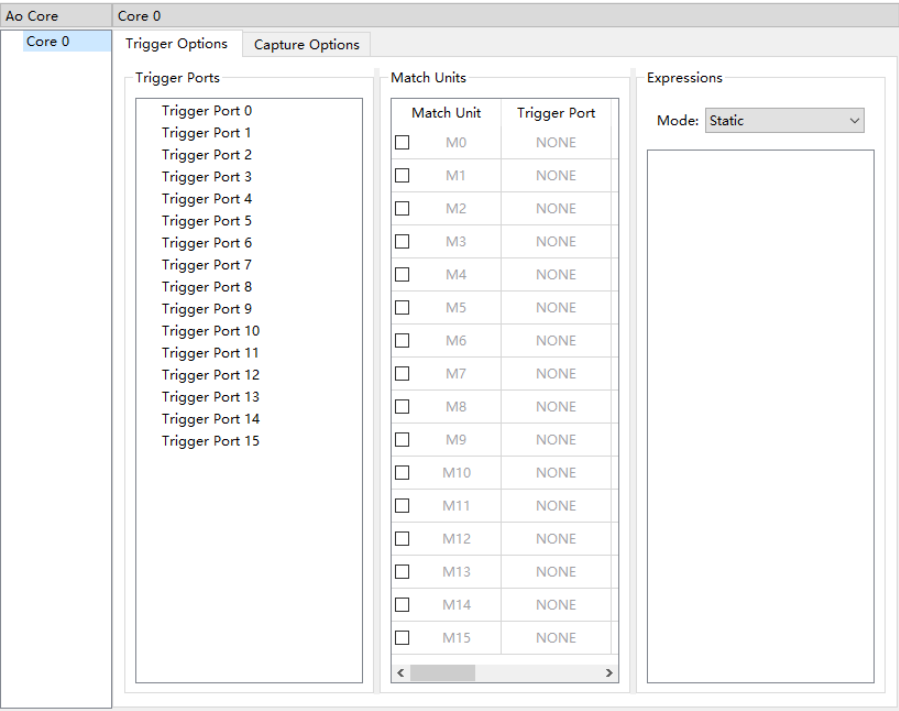 Ao Core
Core 0
Core 0
Trigger Options
Capture Options
Trigger Ports
Trigger Port 0
Trigger Port 1
Trigger Port 2
Trigger Port 3
Trigger Port 4
Trigger Port 5
Trigger Port 6
Trigger Port 7
Trigger Port 8
Trigger Port 9
Trigger Port 10
Trigger Port 11
Trigger Port 12
Trigger Port 13
Trigger Port 14
Trigger Port 15
Match Units
Match Unit Trigger Port
M0 NONE
M1 NONE
M2 NONE
M3 NONE
M4 NONE
M5 NONE
M6 NONE
M7 NONE
M8 NONE
M9 NONE
M10 NONE
M11 NONE
M12 NONE
M13 NONE
M14 NONE
M15 NONE
Expressions
Mode: Static